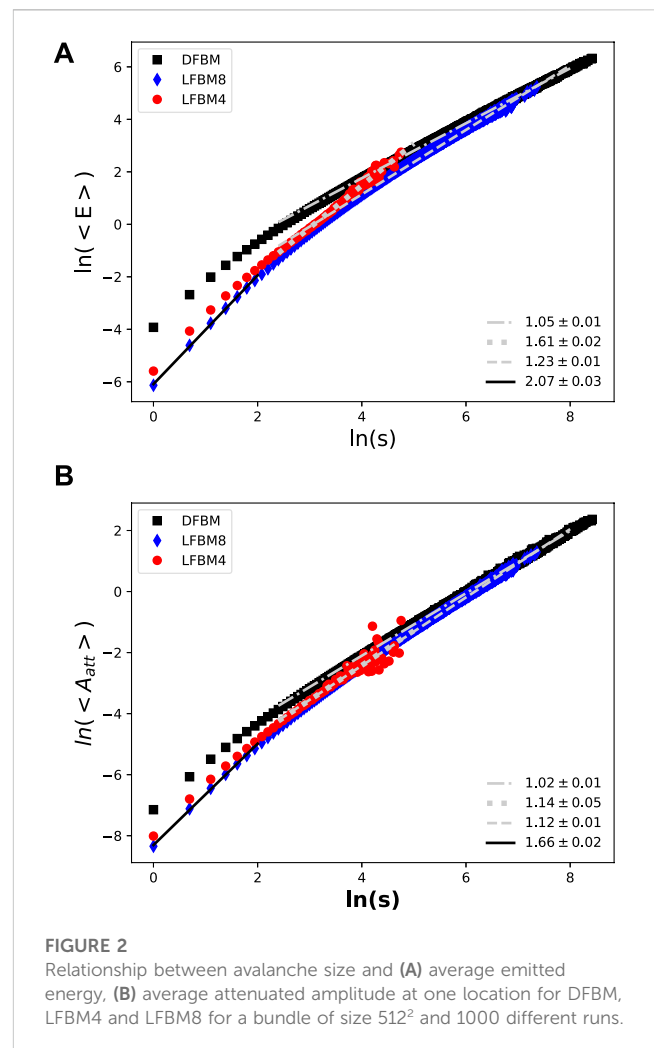 A
ln( < E > )
6
4
2
0
−2
−4
−6
DFBM
LFBM8
LFBM4
1.05 ± 0.01
1.61 ± 0.02
1.23 ± 0.01
2.07 ± 0.03
0 2 4 6 8
ln(s)
B
ln( < A_att > )
2
0
−2
−4
−6
−8
DFBM
LFBM8
LFBM4
1.02 ± 0.01
1.14 ± 0.05
1.12 ± 0.01
1.66 ± 0.02
0 2 4 6 8
ln(s)
FIGURE 2
Relationship between avalanche size and (A) average emitted
energy, (B) average attenuated amplitude at one location for DFBM,
LFBM4 and LFBM8 for a bundle of size 512² and 1000 different runs.